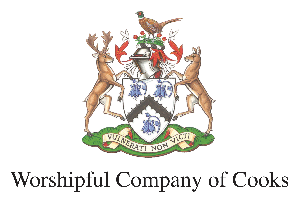 VULNERATI NON VICTI
Worshipful Company of Cooks